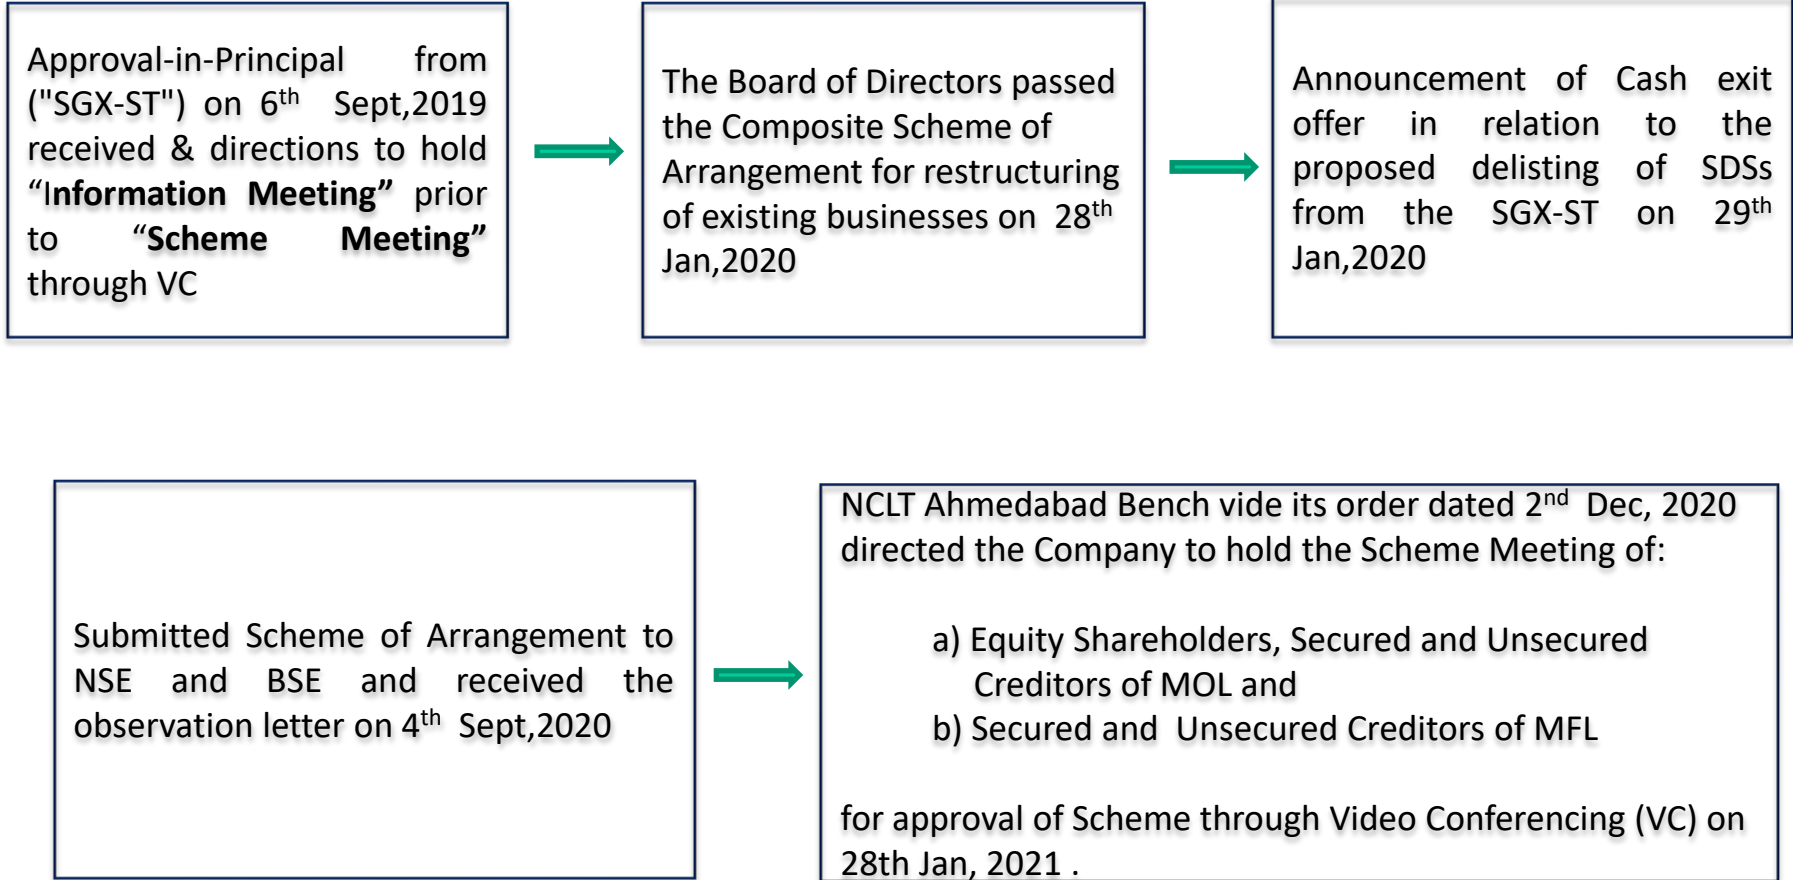 Approval-in-Principal from
("SGX-ST") on 6th Sept,2019
received & directions to hold
“Information Meeting” prior
to “Scheme Meeting”
through VC
The Board of Directors passed
the Composite Scheme of
Arrangement for restructuring
of existing businesses on 28th
Jan,2020
Announcement of Cash exit
offer in relation to the
proposed delisting of SDSs
from the SGX-ST on 29th
Jan,2020
Submitted Scheme of Arrangement to
NSE and BSE and received the
observation letter on 4th Sept,2020
NCLT Ahmedabad Bench vide its order dated 2nd Dec, 2020
directed the Company to hold the Scheme Meeting of:
a) Equity Shareholders, Secured and Unsecured
Creditors of MOL and
b) Secured and Unsecured Creditors of MFL
for approval of Scheme through Video Conferencing (VC) on
28th Jan, 2021 .